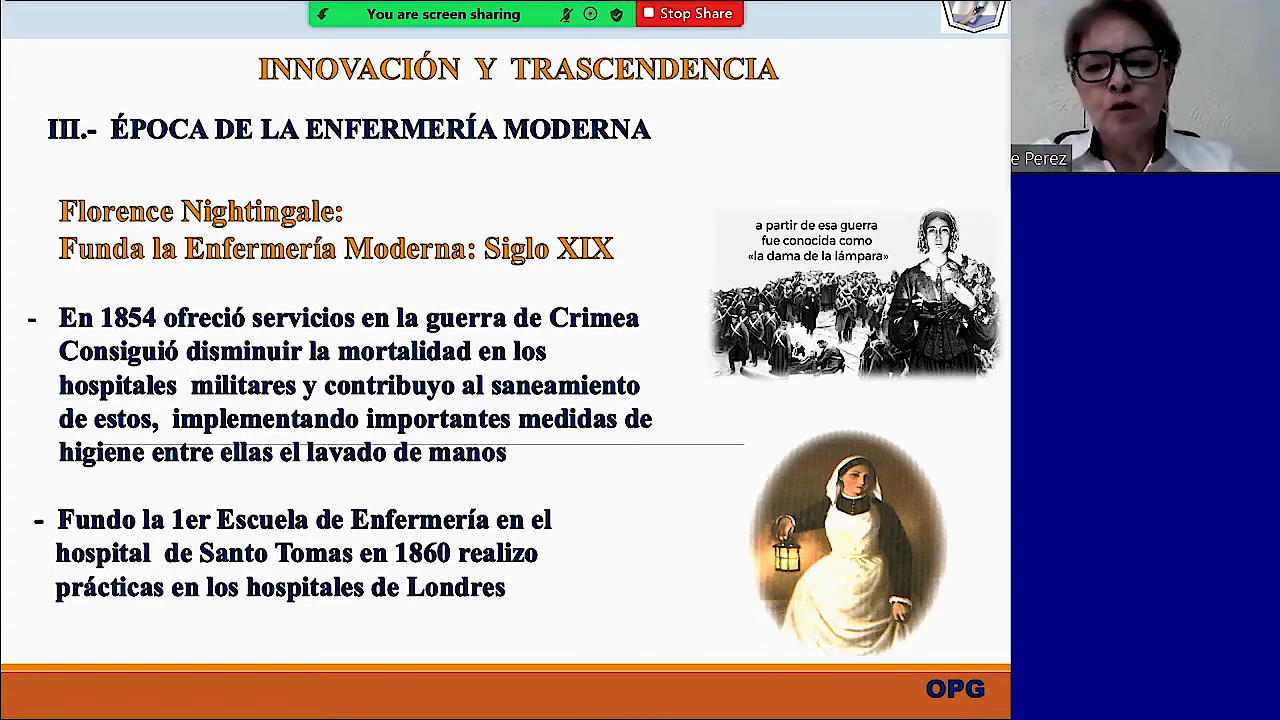 You are screen sharing
Stop Share
INNOVACIÓN Y TRASCENDENCIA
III.- ÉPOCA DE LA ENFERMERÍA MODERNA
e Perez
Florence Nightingale:
Funda la Enfermería Moderna: Siglo XIX
a partir de esa guerra
fue conocida como
«la dama de la lámpara»
- En 1854 ofreció servicios en la guerra de Crimea
Consiguió disminuir la mortalidad en los
hospitales militares y contribuyo al saneamiento
de estos, implementando importantes medidas de
higiene entre ellas el lavado de manos
- Fundo la 1er Escuela de Enfermería en el
hospital de Santo Tomas en 1860 realizo
prácticas en los hospitales de Londres
OPG